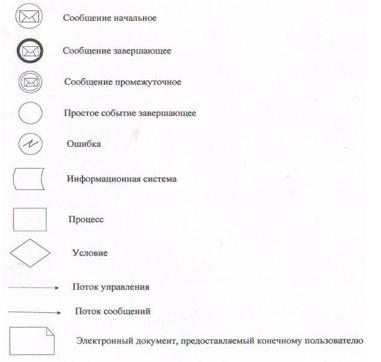 Сообщение начальное
Сообщение завершающее
Сообщение промежуточное
Простое событие завершающее
Ошибка
Информационная система
Процесс
Условие
Поток управления
Поток сообщений
Электронный документ, предоставляемый конечному пользователю